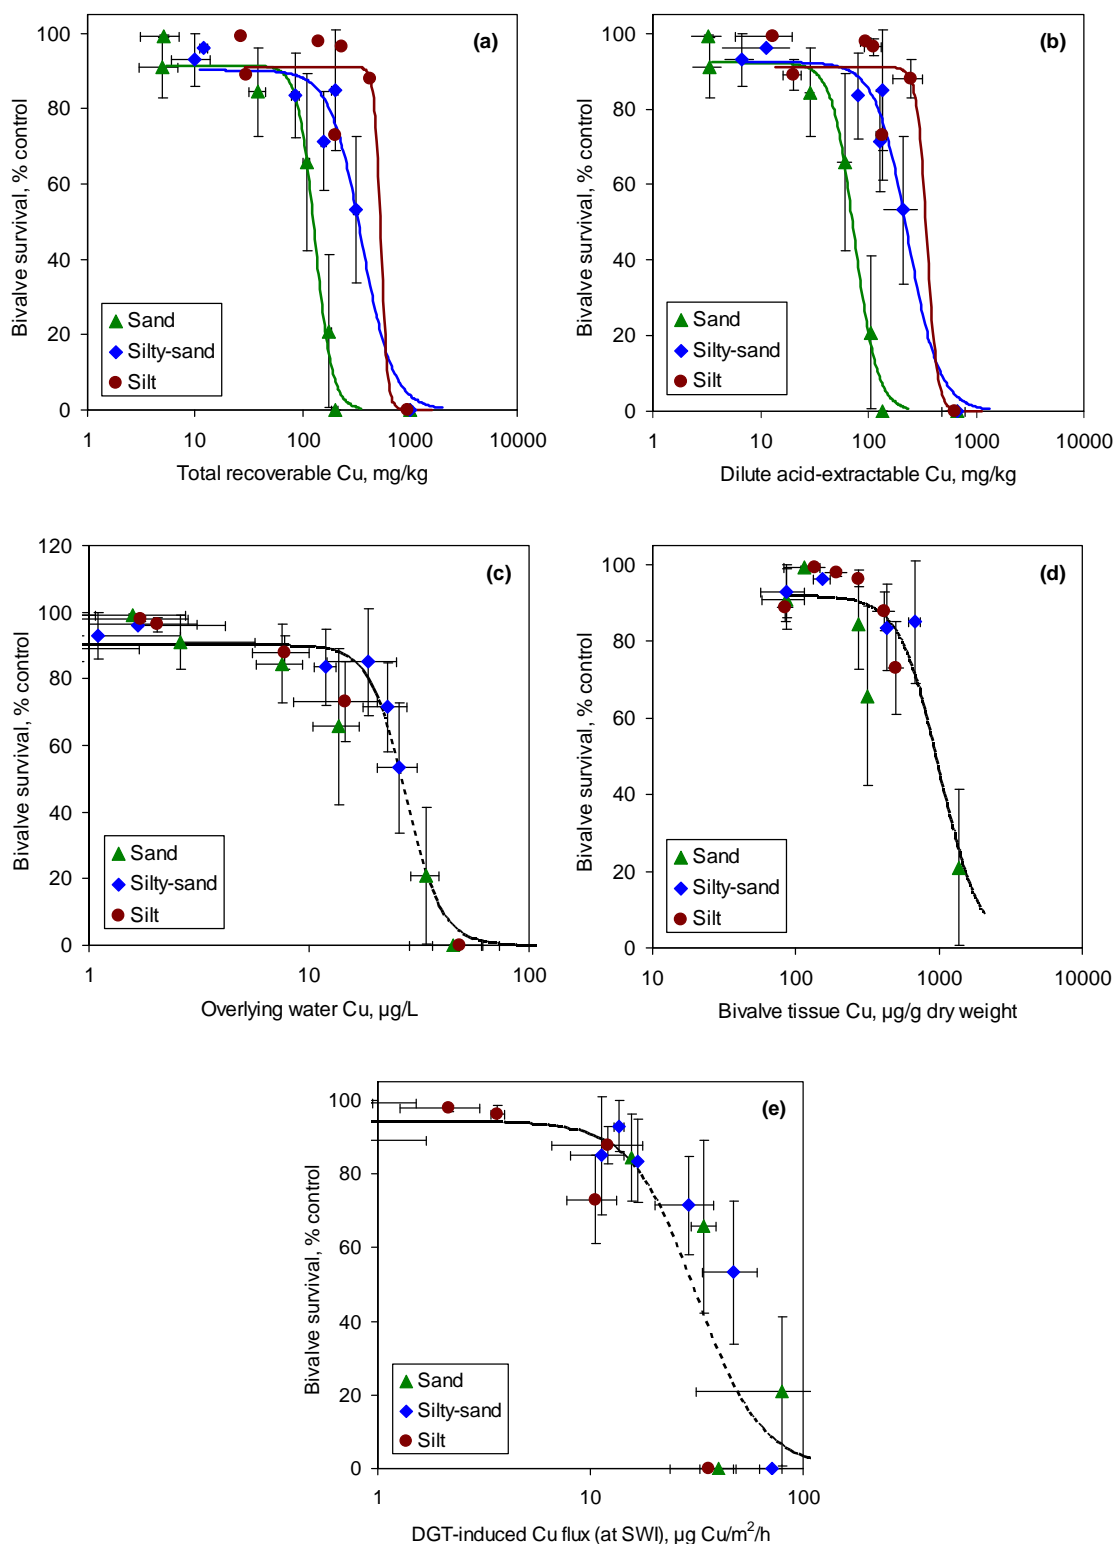 (a)
Bivalve survival, % control
100
80
60
40
20
0
Sand
Silty-sand
Silt
1 10 100 1000 10000
Total recoverable Cu, mg/kg
(b)
Bivalve survival, % control
100
80
60
40
20
0
Sand
Silty-sand
Silt
1 10 100 1000 10000
Dilute acid-extractable Cu, mg/kg
(c)
Bivalve survival, % control
120
100
80
60
40
20
0
Sand
Silty-sand
Silt
1 10 100
Overlying water Cu, µg/L
(d)
Bivalve survival, % control
100
80
60
40
20
0
Sand
Silty-sand
Silt
10 100 1000 10000
Bivalve tissue Cu, µg/g dry weight
(e)
Bivalve survival, % control
100
80
60
40
20
0
Sand
Silty-sand
Silt
1 10 100
DGT-induced Cu flux (at SWI), µg Cu/m²/h